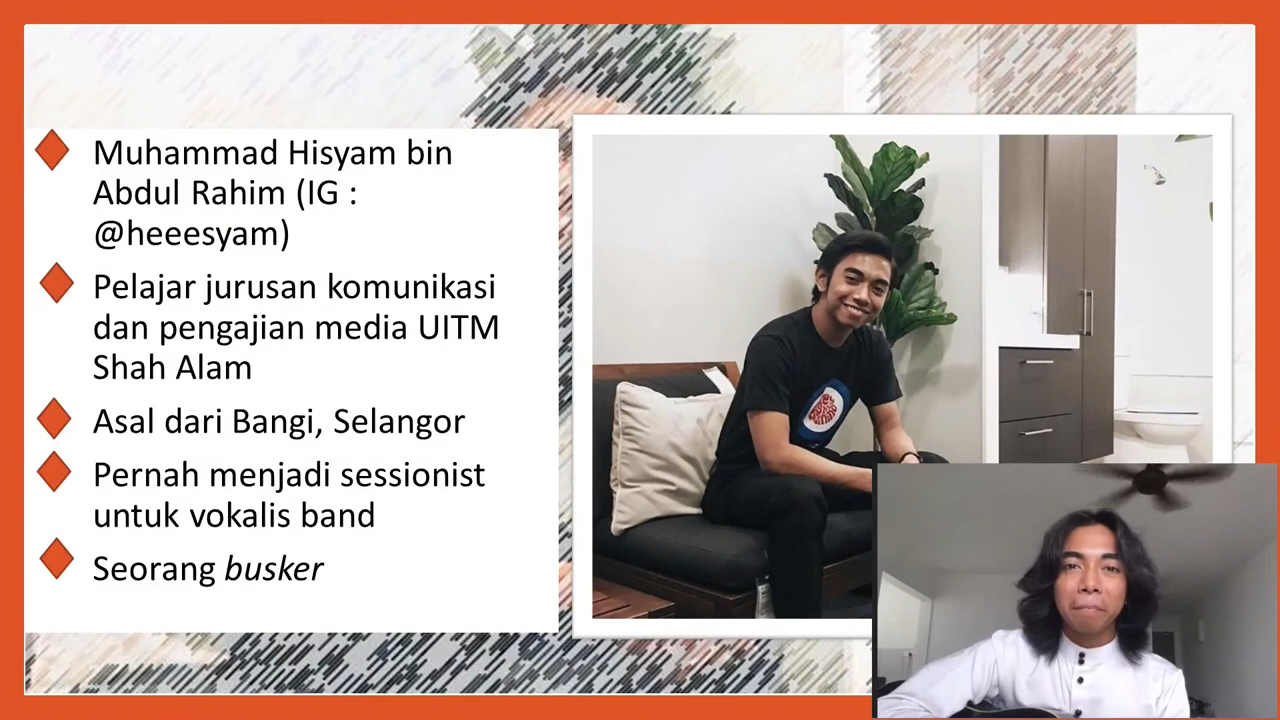 Muhammad Hisyam bin
Abdul Rahim (IG :
@heeesyam)
Pelajar jurusan komunikasi
dan pengajian media UITM
Shah Alam
Asal dari Bangi, Selangor
Pernah menjadi sessionist
untuk vokalis band
Seorang busker